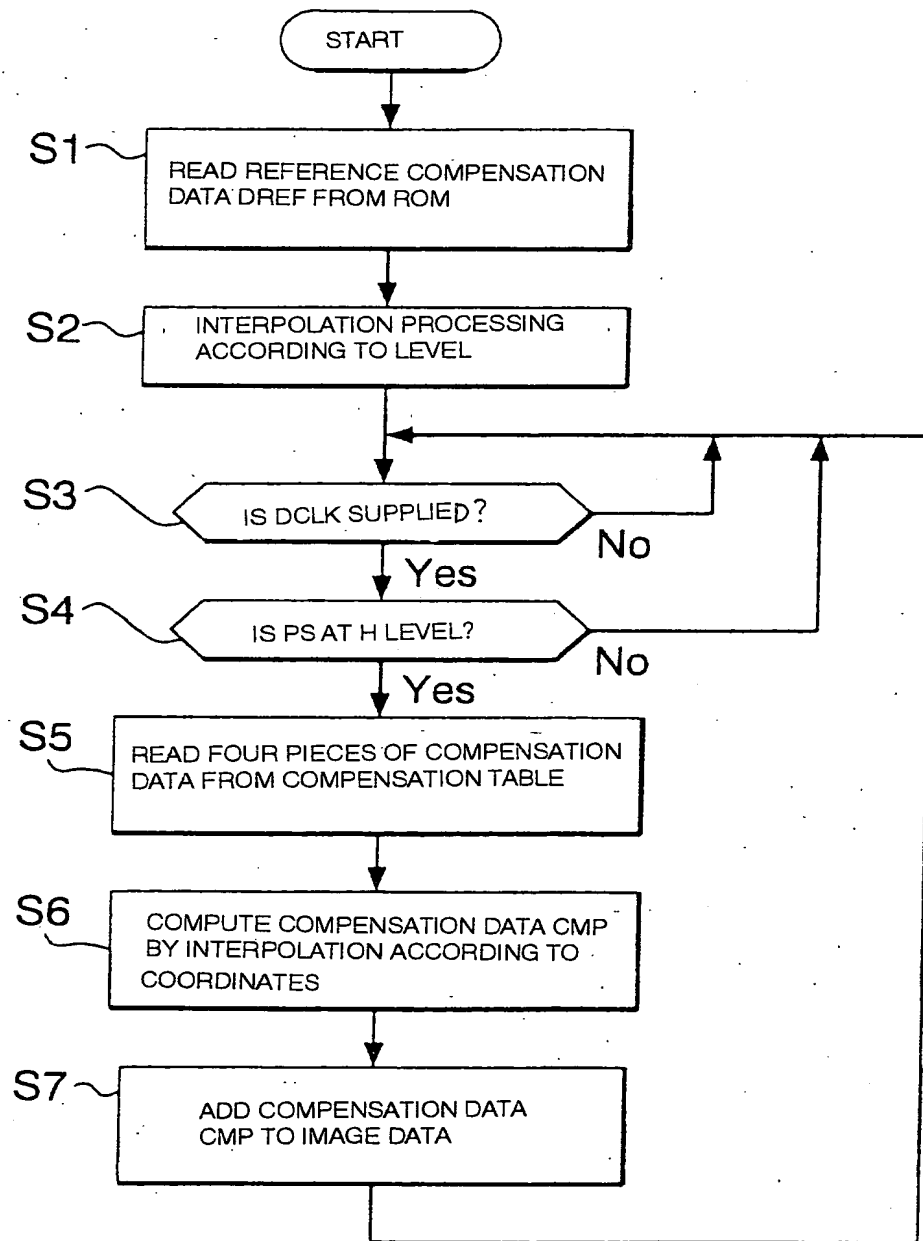 START
S1
READ REFERENCE COMPENSATION
DATA DREF FROM ROM
S2
INTERPOLATION PROCESSING
ACCORDING TO LEVEL
S3
IS DCLK SUPPLIED?
No
Yes
S4
IS PS AT H LEVEL?
No
Yes
S5
READ FOUR PIECES OF COMPENSATION
DATA FROM COMPENSATION TABLE
S6
COMPUTE COMPENSATION DATA CMP
BY INTERPOLATION ACCORDING TO
COORDINATES
S7
ADD COMPENSATION DATA
CMP TO IMAGE DATA